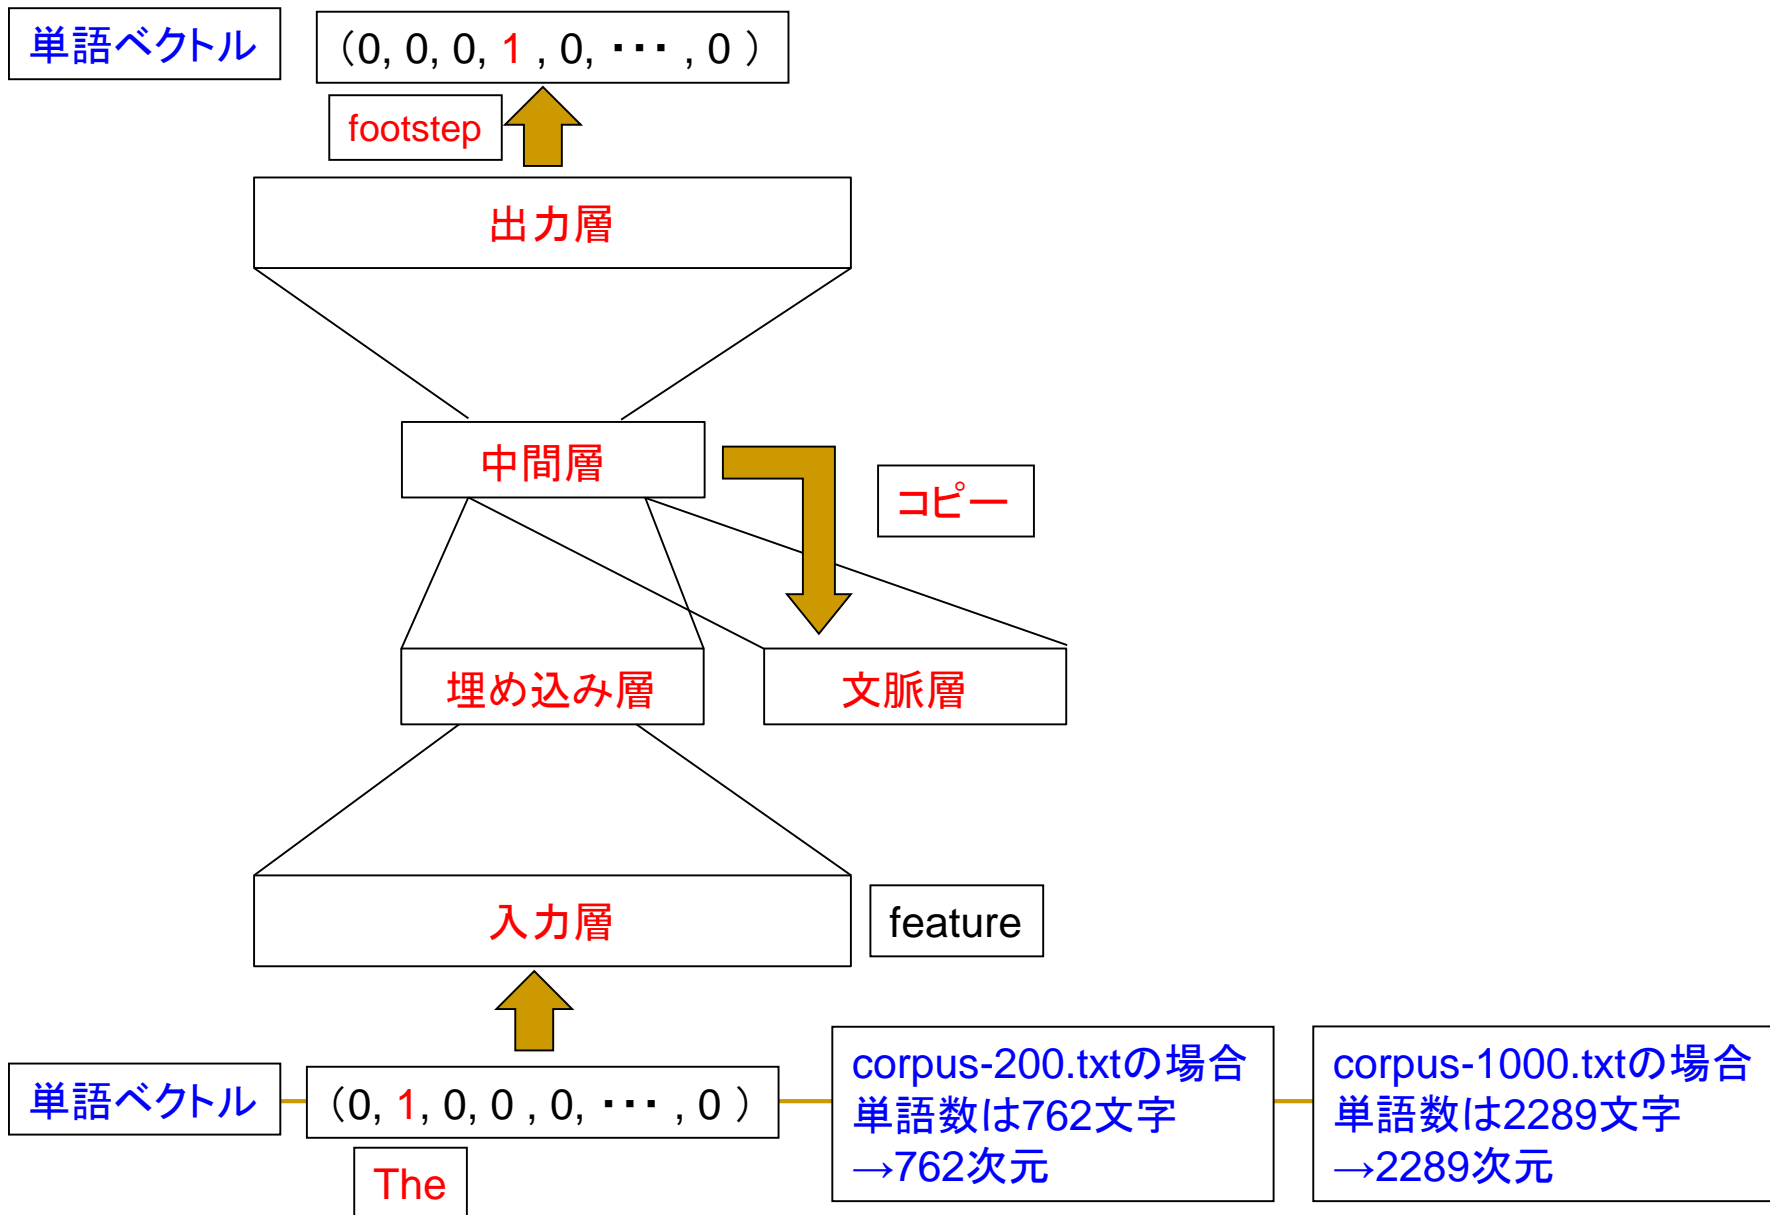 単語ベクトル
（0, 0, 0, 1 , 0, ・・・ , 0 ）
footstep
出力層
中間層
コピー
埋め込み層
文脈層
入力層
feature
単語ベクトル
（0, 1, 0, 0 , 0, ・・・ , 0 ）
The
corpus-200.txtの場合
単語数は762文字
→762次元
corpus-1000.txtの場合
単語数は2289文字
→2289次元